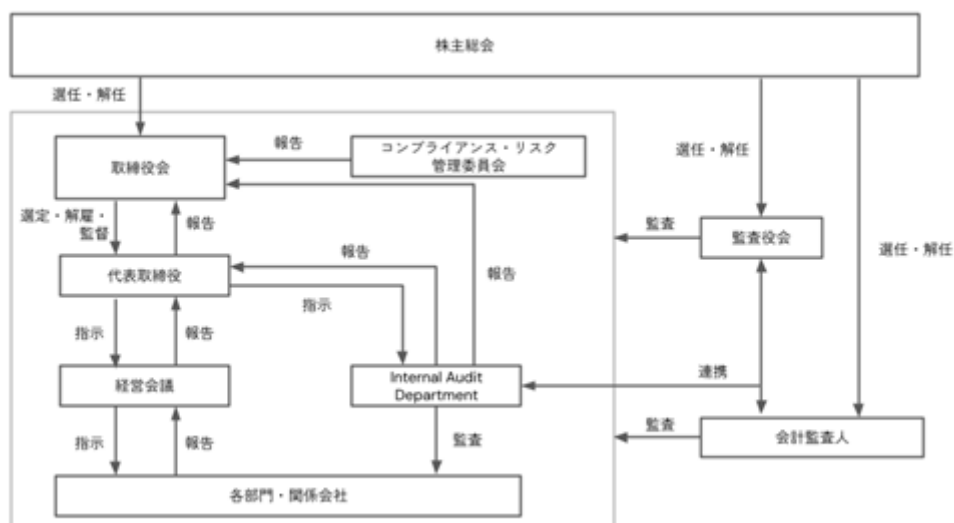 株主総会
選任・解任
取締役会
報告
コンプライアンス・リスク
管理委員会
選任・解任
選定・解雇・
監督
報告
監査
監査役会
代表取締役
報告
報告
選任・解任
指示
指示
報告
経営会議
Internal Audit
Department
連携
指示
報告
監査
監査
会計監査人
各部門・関係会社